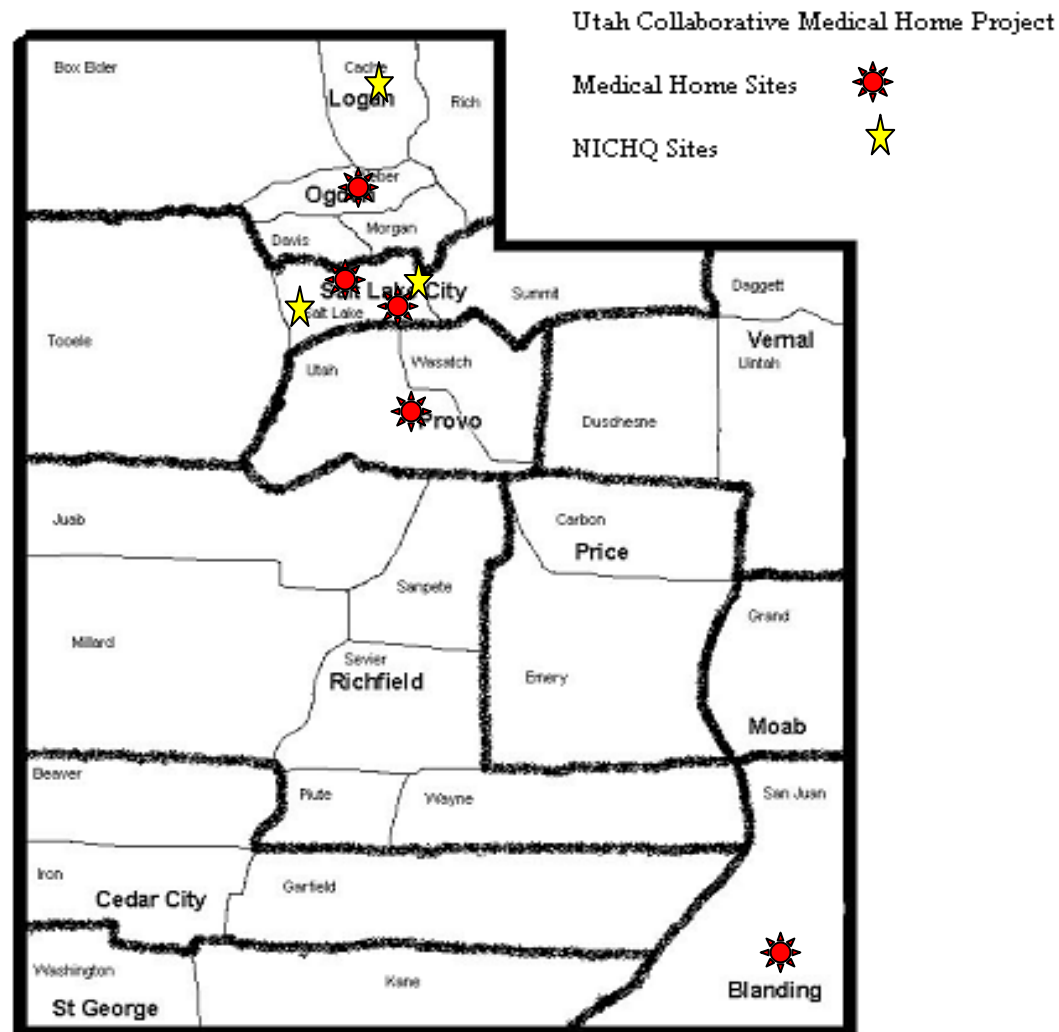 Utah Collaborative Medical Home Project
Medical Home Sites
NICHQ Sites
Box Elder
Cache
Logan
Rich
Weber
Ogden
Morgan
Davis
Salt Lake City
Salt Lake
Summit
Daggett
Vernal
Uintah
Tooele
Utah
Wasatch
Provo
Duschesne
Juab
Carbon
Price
Sanpete
Grand
Millard
Sevier
Richfield
Emery
Moab
Beaver
Piute
Wayne
San Juan
Iron
Garfield
Cedar City
Washington
Kane
St George
Blanding